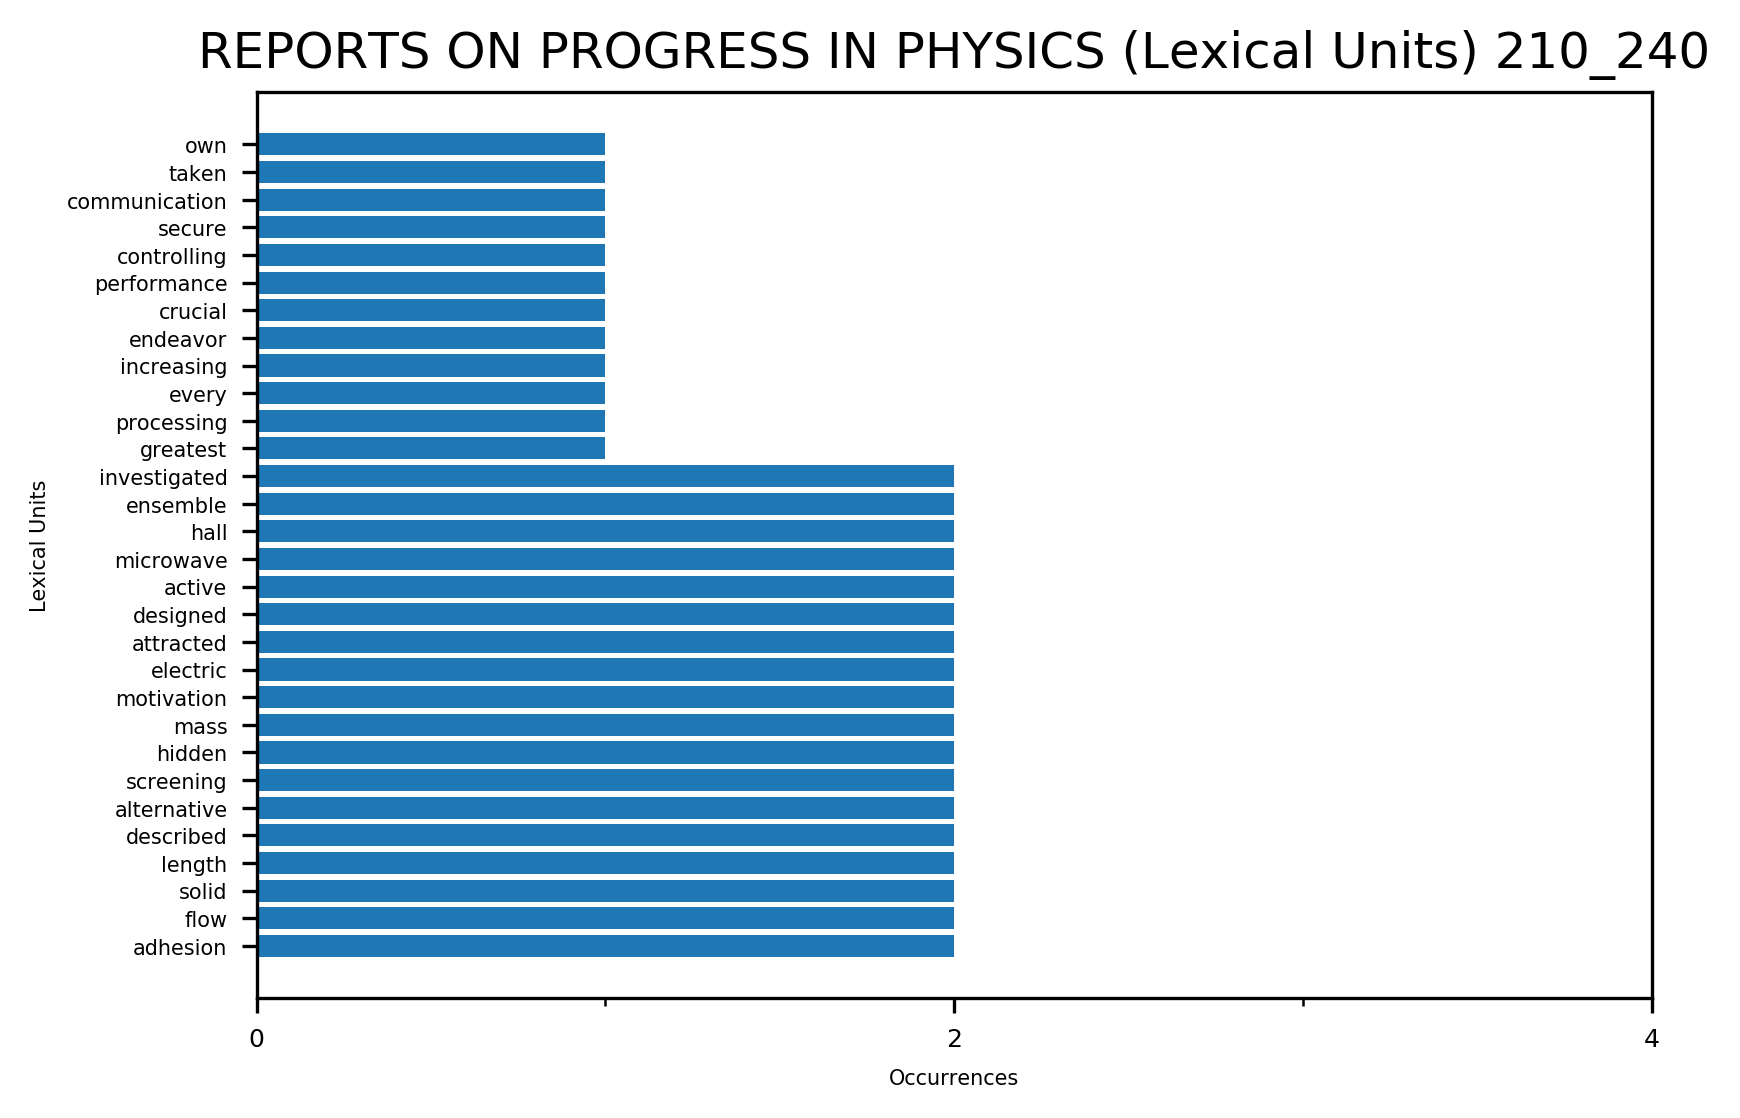 REPORTS ON PROGRESS IN PHYSICS (Lexical Units) 210_240
own
taken
communication
secure
controlling
performance
crucial
endeavor
increasing
every
processing
greatest
investigated
ensemble
hall
microwave
active
designed
attracted
electric
motivation
mass
hidden
screening
alternative
described
length
solid
flow
adhesion
Lexical Units
0 2 4
Occurrences